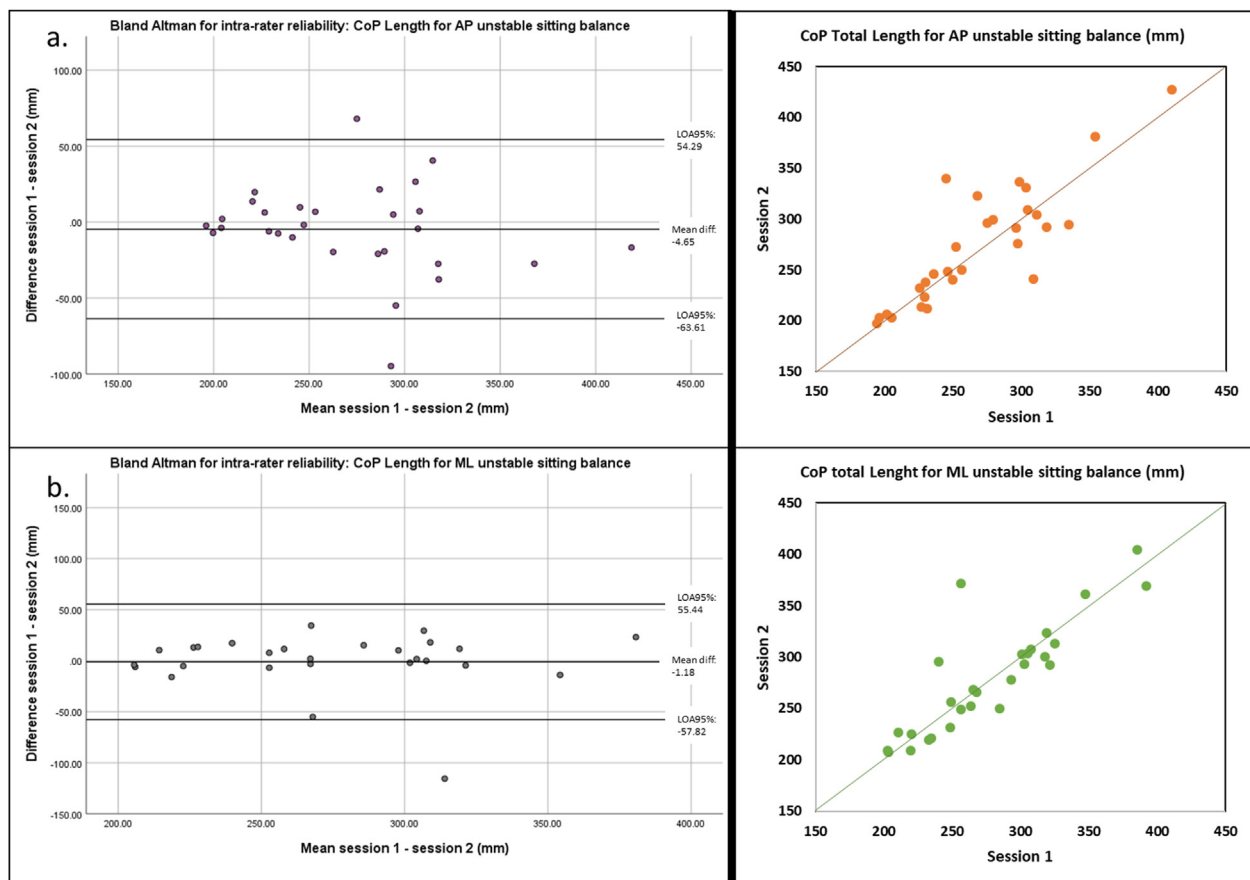 a.
Bland Altman for intra-rater reliability: CoP Length for AP unstable sitting balance
Difference session 1 - session 2 (mm)
100.00
50.00
.00
-50.00
-100.00
LOA95%:
54.29
Mean diff:
-4.65
LOA95%:
-63.61
150.00 200.00 250.00 300.00 350.00 400.00 450.00
Mean session 1 - session 2 (mm)
CoP Total Length for AP unstable sitting balance (mm)
Session 2
450
400
350
300
250
200
150
150 200 250 300 350 400 450
Session 1
b.
Bland Altman for intra-rater reliability: CoP Length for ML unstable sitting balance
Difference session 1 - session 2 (mm)
150.00
100.00
50.00
.00
-50.00
-100.00
-150.00
LOA95%:
55.44
Mean diff:
-1.18
LOA95%:
-57.82
200.00 250.00 300.00 350.00 400.00
Mean session 1 - session 2 (mm)
CoP total Lenght for ML unstable sitting balance (mm)
Session 2
450
400
350
300
250
200
150
150 200 250 300 350 400 450
Session 1